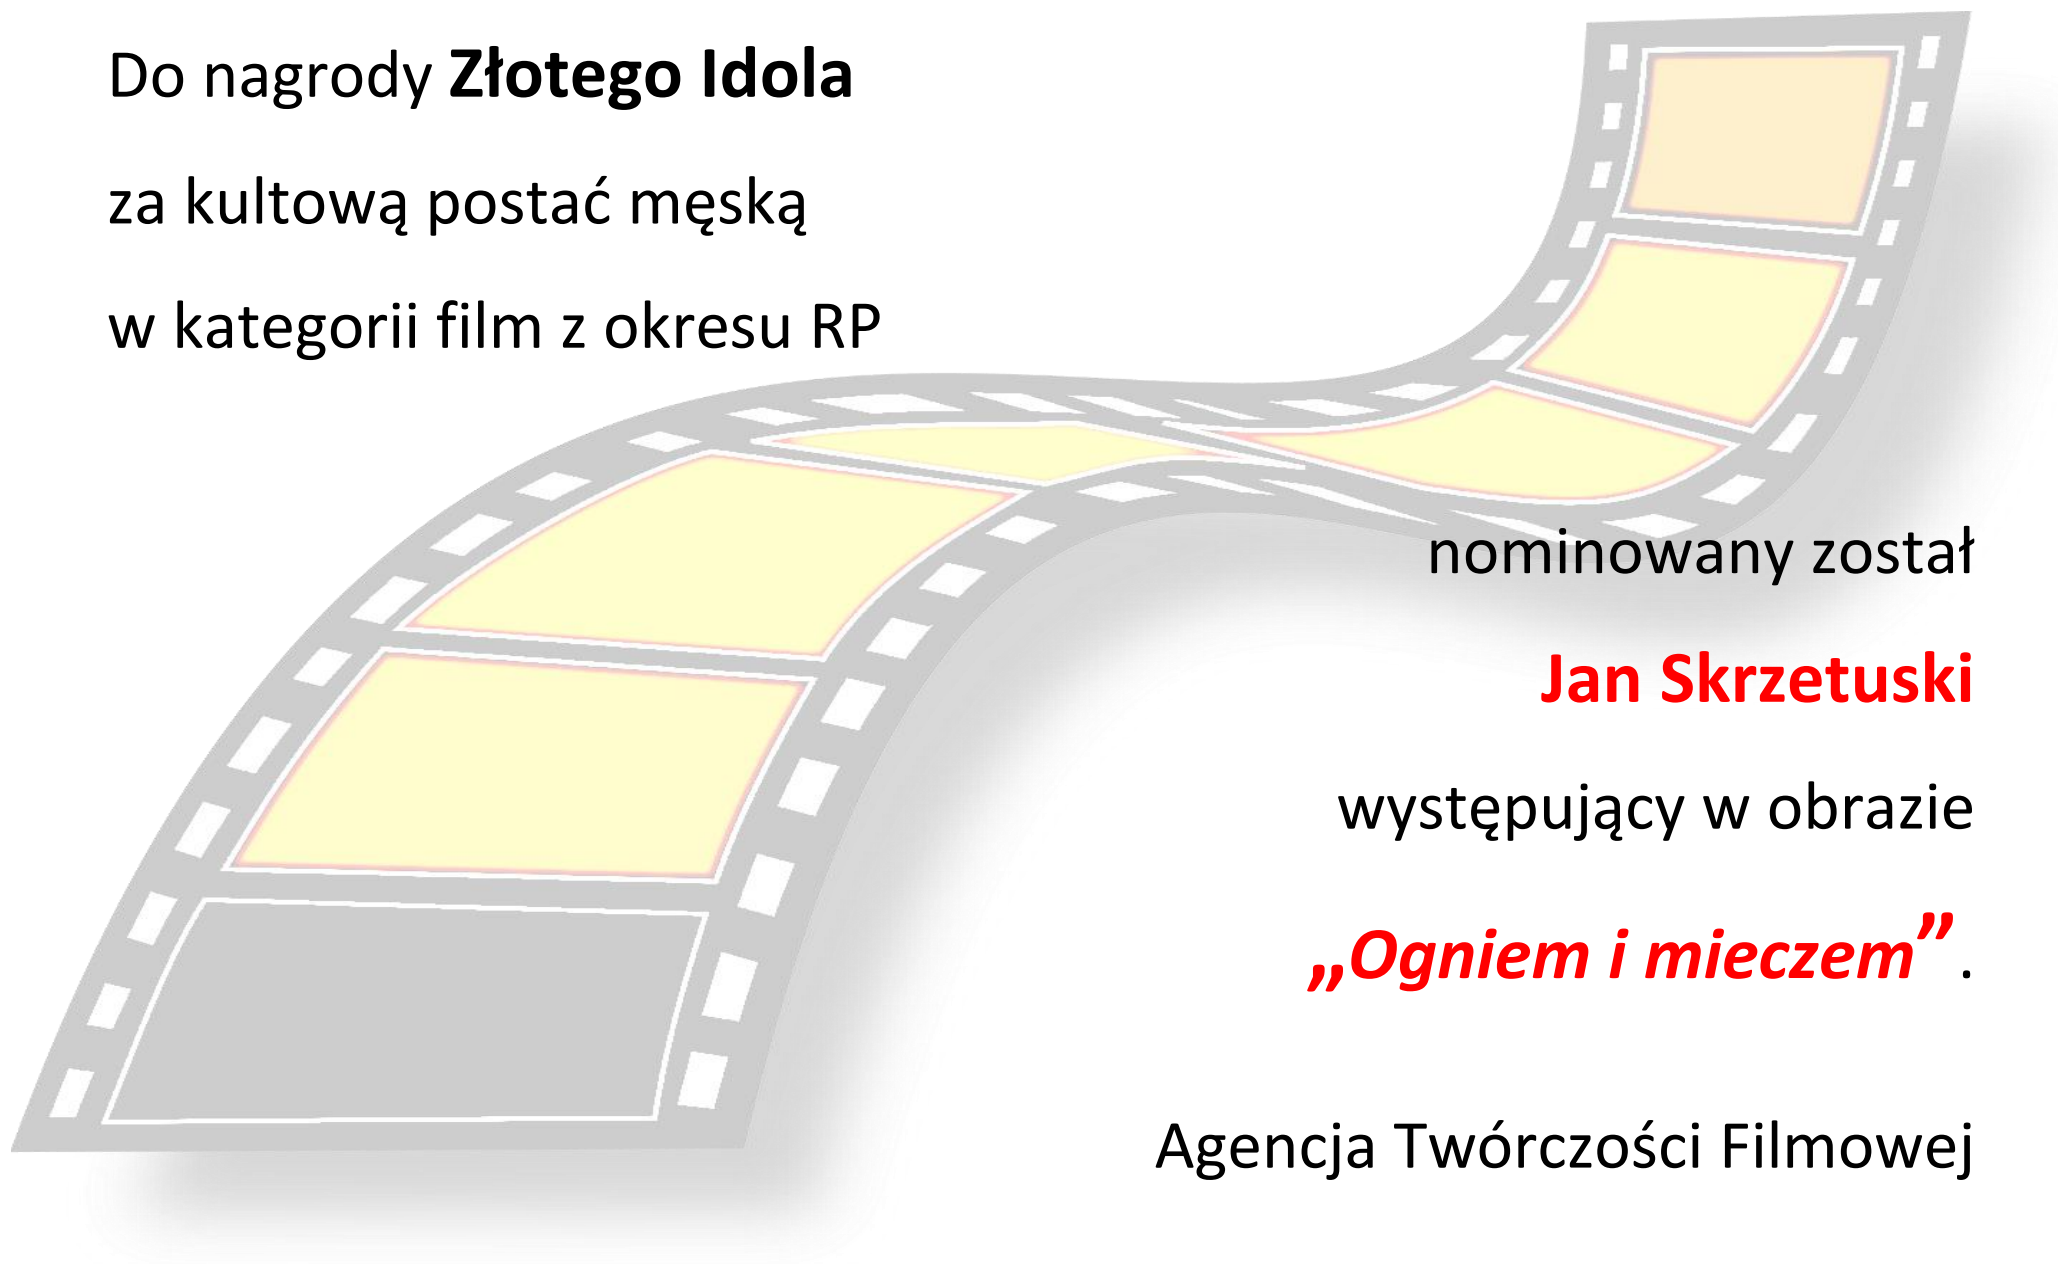 Do nagrody Złotego Idola
za kultową postać męską
w kategorii film z okresu RP
nominowany został
Jan Skrzetuski
występujący w obrazie
„Ogniem i mieczem”.
Agencja Twórczości Filmowej